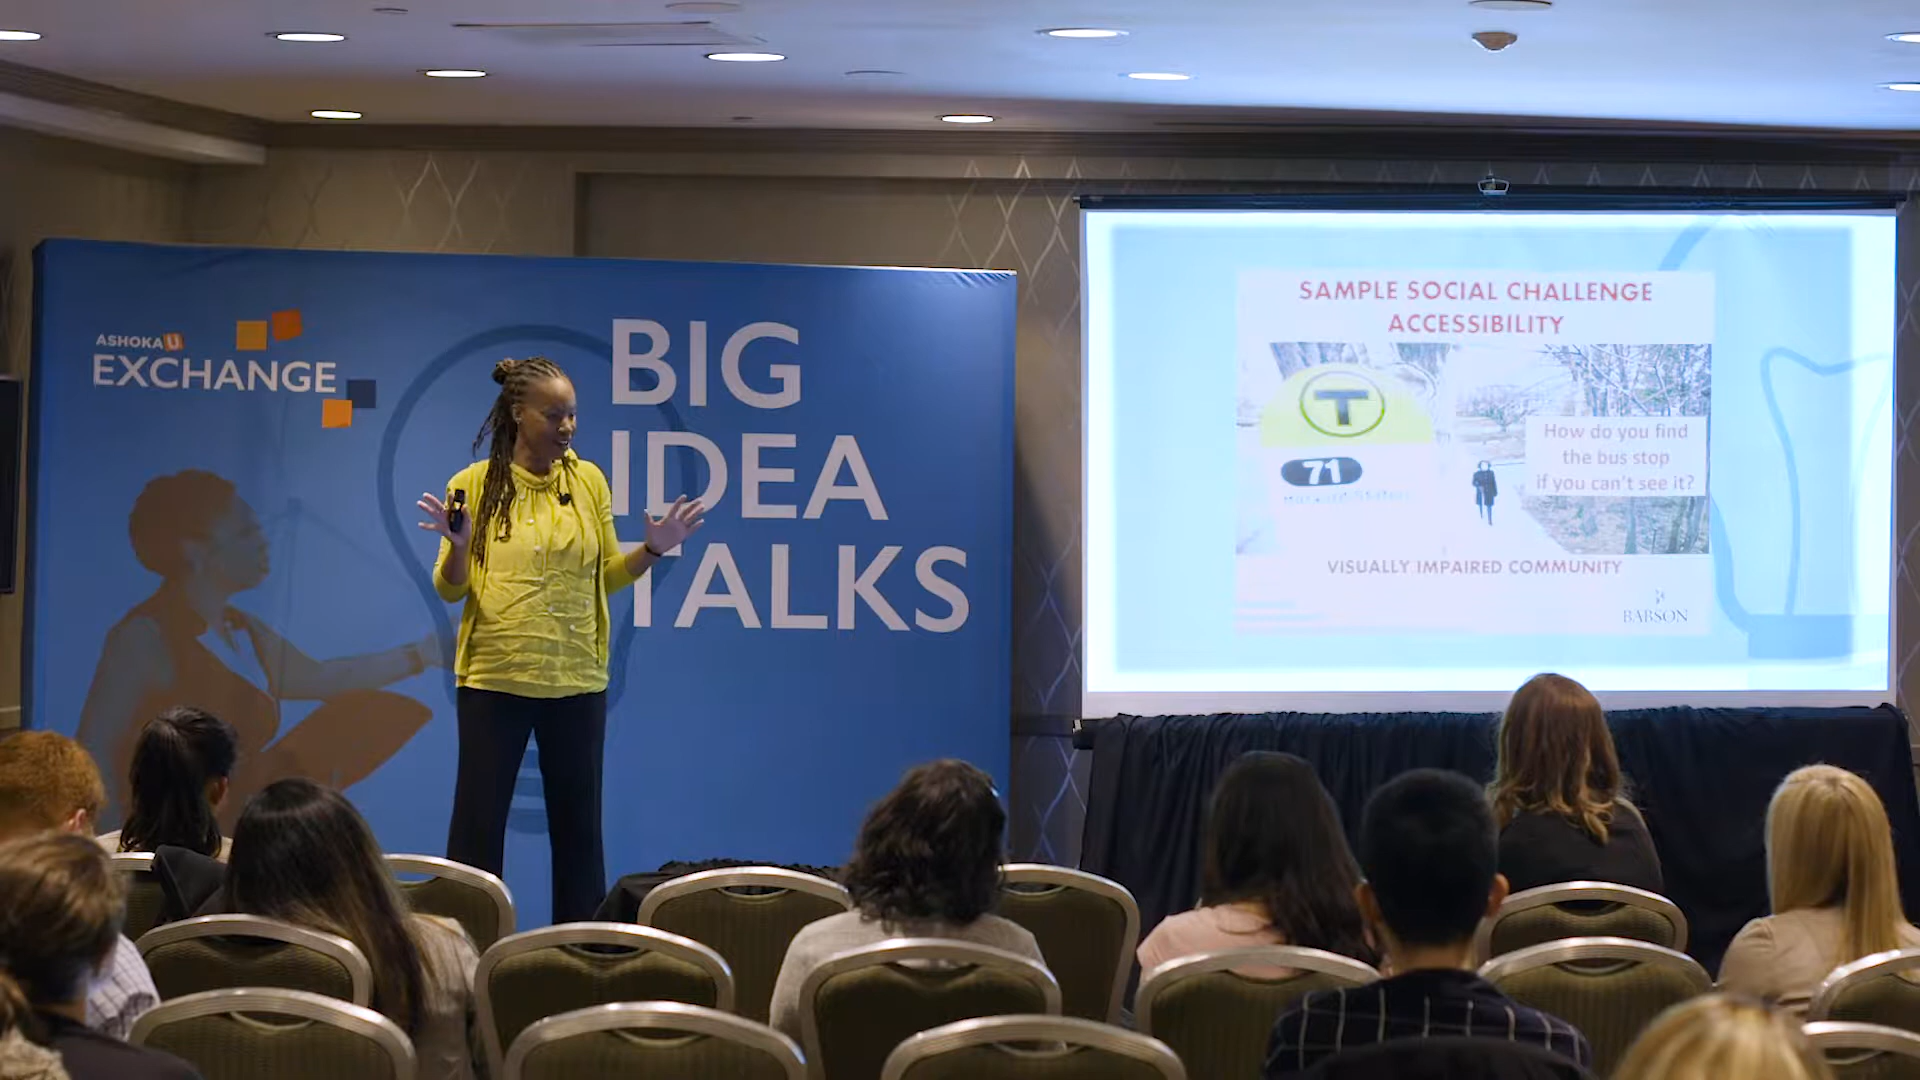 ASHOKA U
EXCHANGE
BIG
IDEA
TALKS
SAMPLE SOCIAL CHALLENGE
ACCESSIBILITY
T
71
How do you find
the bus stop
if you can't see it?
VISUALLY IMPAIRED COMMUNITY
BABSON